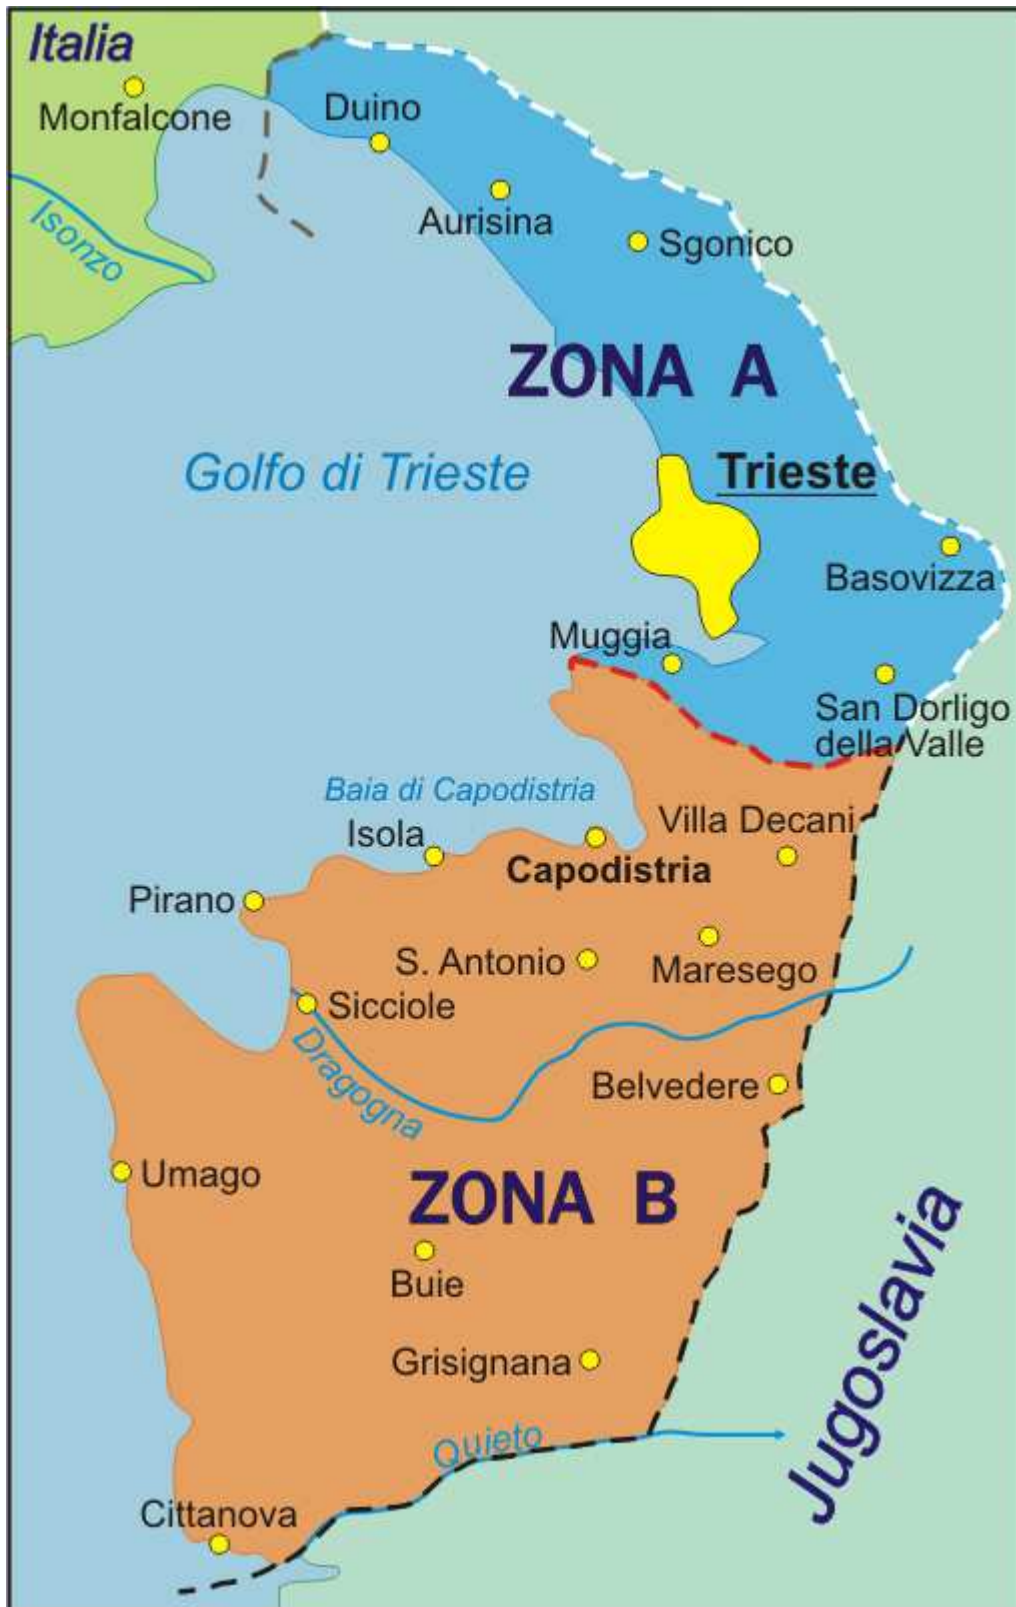 Italia
Monfalcone
Duino
Isonzo
Aurisina
Sgonico
ZONA A
Golfo di Trieste
Trieste
Basovizza
Muggia
San Dorligo
della Valle
Baia di Capodistria
Isola
Villa Decani
Capodistria
Pirano
S. Antonio
Maresego
Sicciole
Dragogna
Belvedere
Umago
ZONA B
Buie
Jugoslavia
Grisignana
Quieto
Cittanova